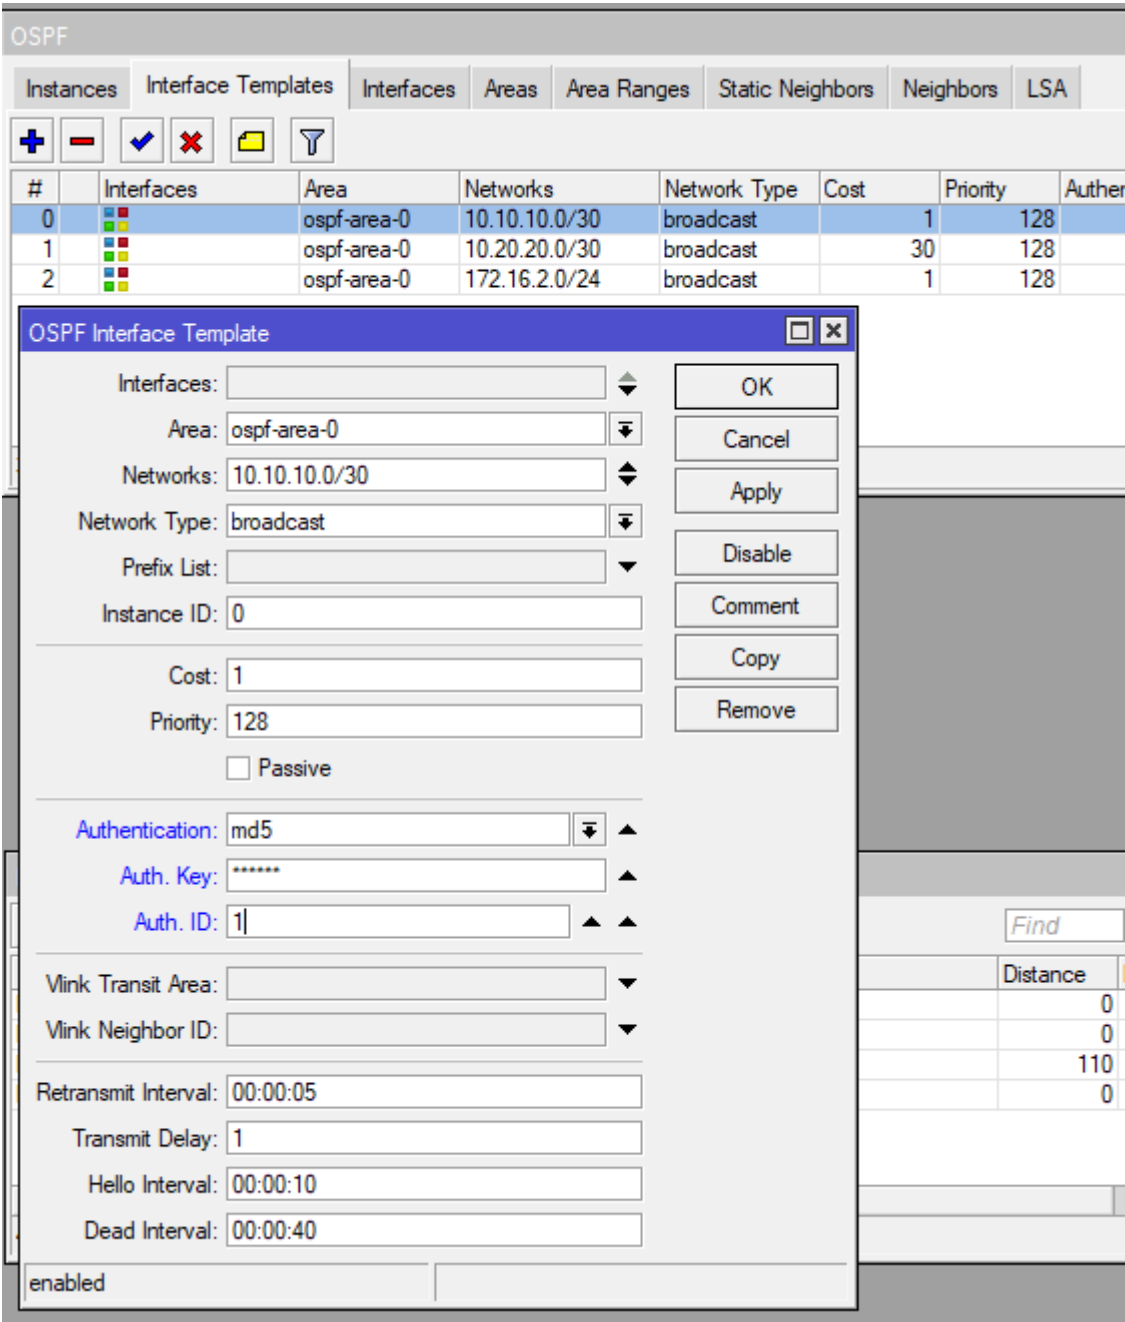 OSPF
Instances Interface Templates Interfaces Areas Area Ranges Static Neighbors Neighbors LSA
# Interfaces Area Networks Network Type Cost Priority Authen
0 ospf-area-0 10.10.10.0/30 broadcast 1 128
1 ospf-area-0 10.20.20.0/30 broadcast 30 128
2 ospf-area-0 172.16.2.0/24 broadcast 1 128
OSPF Interface Template
Interfaces: OK
Area: ospf-area-0 Cancel
Networks: 10.10.10.0/30 Apply
Network Type: broadcast
Disable
Prefix List:
Instance ID: 0 Comment
Copy
Cost: 1
Priority: 128 Remove
Passive
Authentication: md5
Auth. Key: ******
Auth. ID: 1 Find
Vlink Transit Area: Distance
0
Vlink Neighbor ID: 0
110
Retransmit Interval: 00:00:05 0
Transmit Delay: 1
Hello Interval: 00:00:10
Dead Interval: 00:00:40
enabled